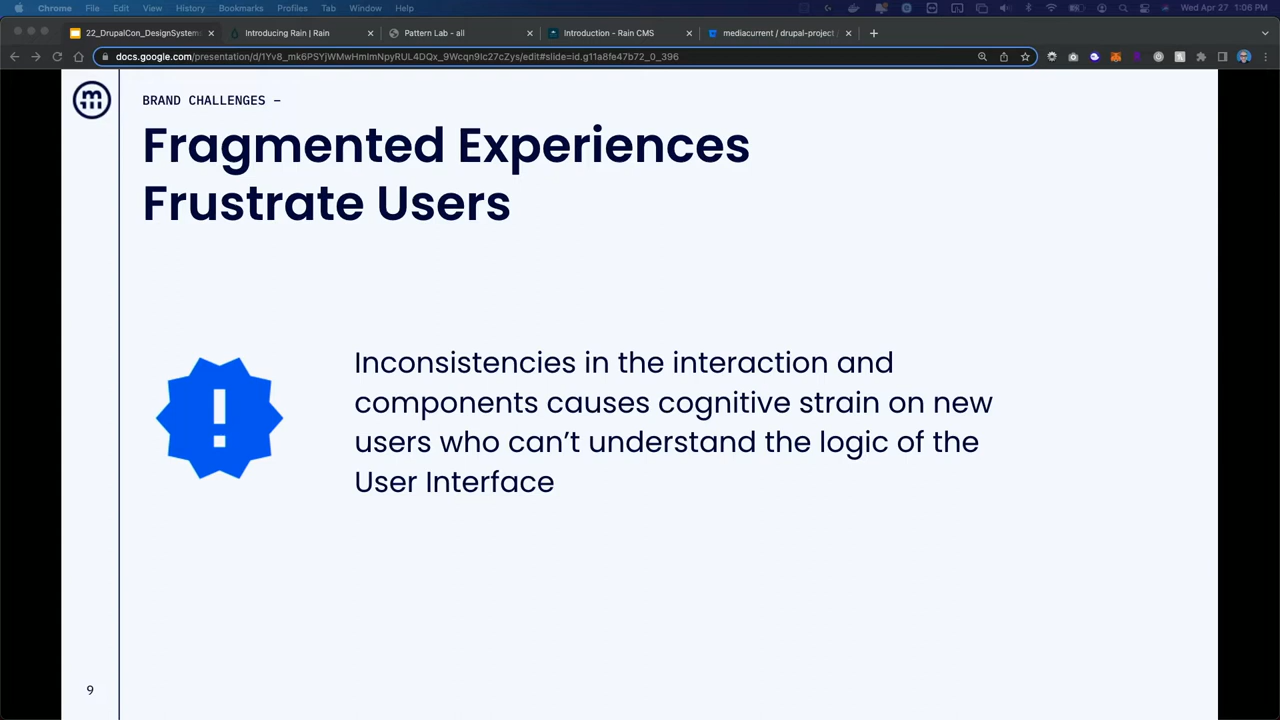 Chrome File Edit View History Bookmarks Profiles Tab Window Help Wed Apr 27 1:06 PM
22_DrupalCon_DesignSystem Introducing Rain | Rain Pattern Lab - all Introduction - Rain CMS mediacurrent / drupal-project
docs.google.com/presentation/d/1Yv8_mk6PSYjWMwHmImNpyRUL4DQx_9Wcqn9Ic27cZys/edit#slide=id.g11a8fe47b72_0_396
BRAND CHALLENGES –
Fragmented Experiences
Frustrate Users
Inconsistencies in the interaction and
components causes cognitive strain on new
users who can’t understand the logic of the
User Interface
9